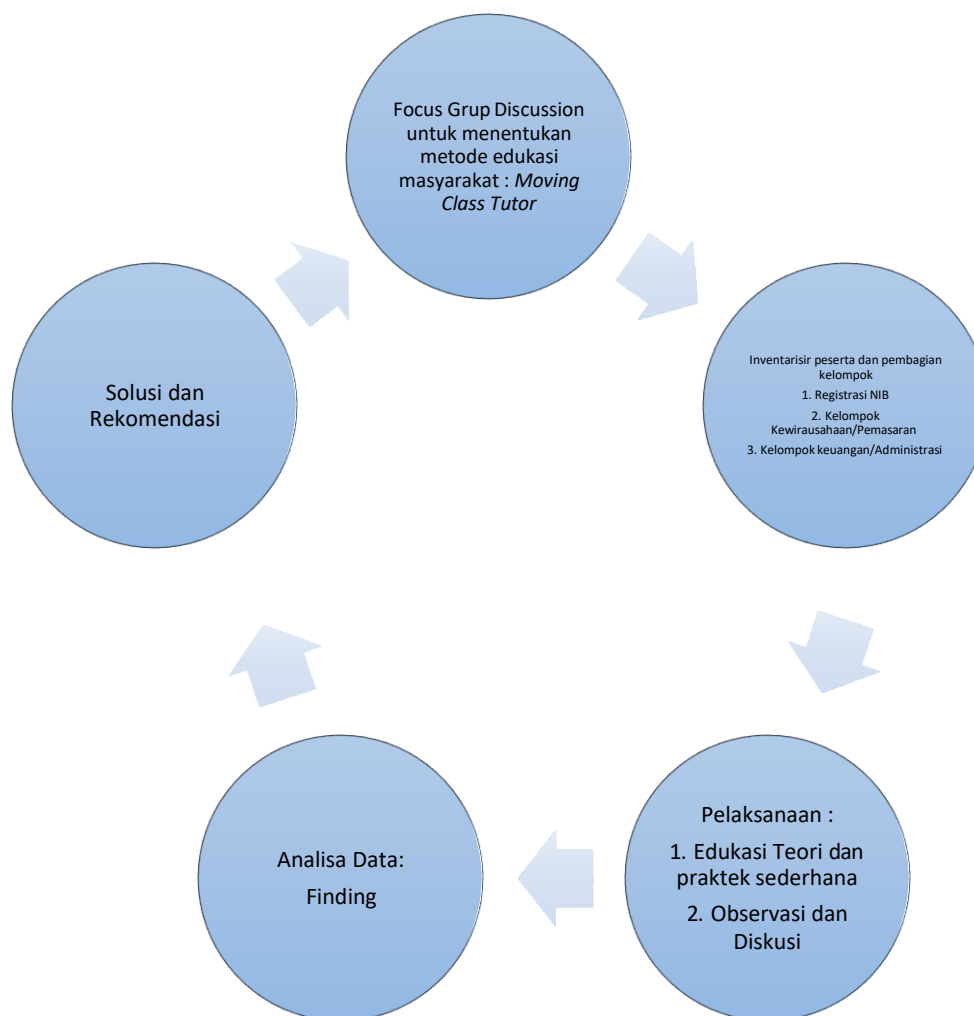 Focus Grup Discussion
untuk menentukan
metode edukasi
masyarakat : Moving
Class Tutor
Inventarisir peserta dan pembagian
kelompok
1. Registrasi NIB
2. Kelompok
Kewirausahaan/Pemasaran
3. Kelompok keuangan/Administrasi
Pelaksanaan :
1. Edukasi Teori dan
praktek sederhana
2. Observasi dan
Diskusi
Analisa Data:
Finding
Solusi dan
Rekomendasi